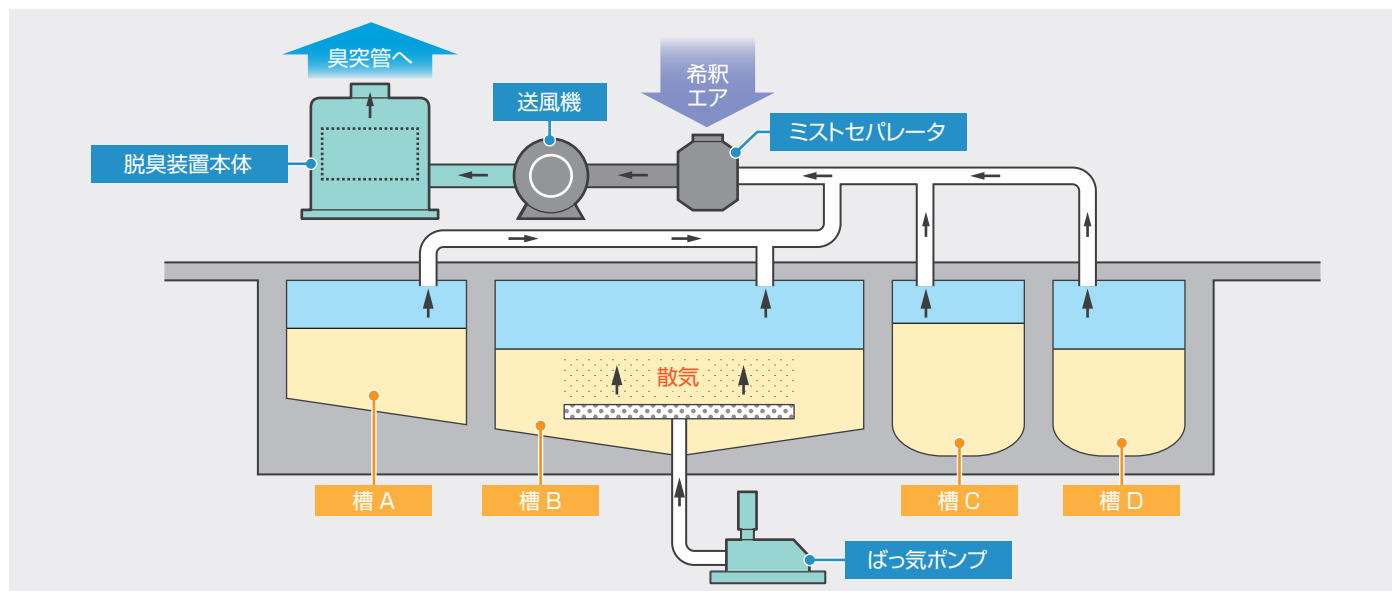 臭突管へ
希釈
エア
送風機
ミストセパレータ
脱臭装置本体
散気
槽 A
槽 B
槽 C
槽 D
ばっ気ポンプ